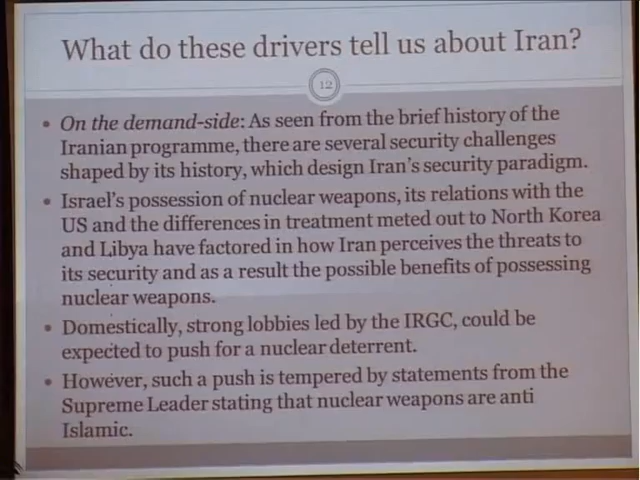 What do these drivers tell us about Iran?
12
• On the demand-side: As seen from the brief history of the
Iranian programme, there are several security challenges
shaped by its history, which design Iran's security paradigm.
• Israel's possession of nuclear weapons, its relations with the
US and the differences in treatment meted out to North Korea
and Libya have factored in how Iran perceives the threats to
its security and as a result the possible benefits of possessing
nuclear weapons.
• Domestically, strong lobbies led by the IRGC, could be
expected to push for a nuclear deterrent.
• However, such a push is tempered by statements from the
Supreme Leader stating that nuclear weapons are anti
Islamic.